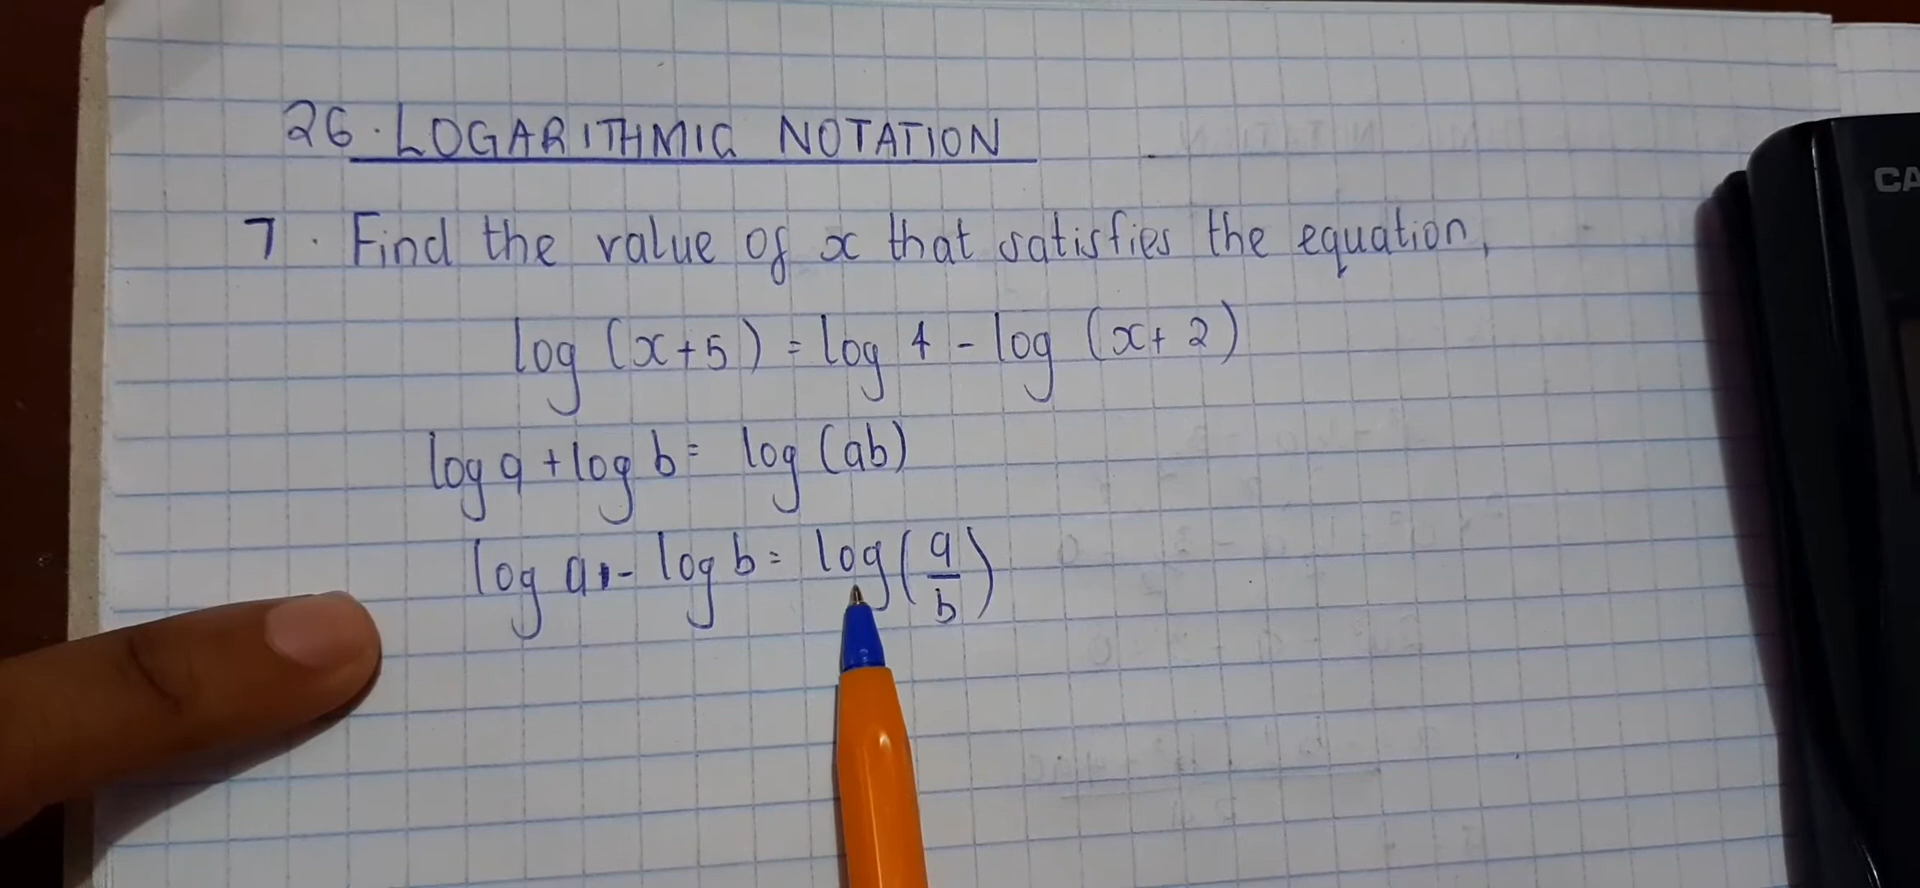 26. LOGARITHMIC NOTATION
7. Find the value of x that satisfies the equation,
log (x+5) = log 4 - log (x+2)
log a + log b = log (ab)
log a - log b = log (a/b)
CA